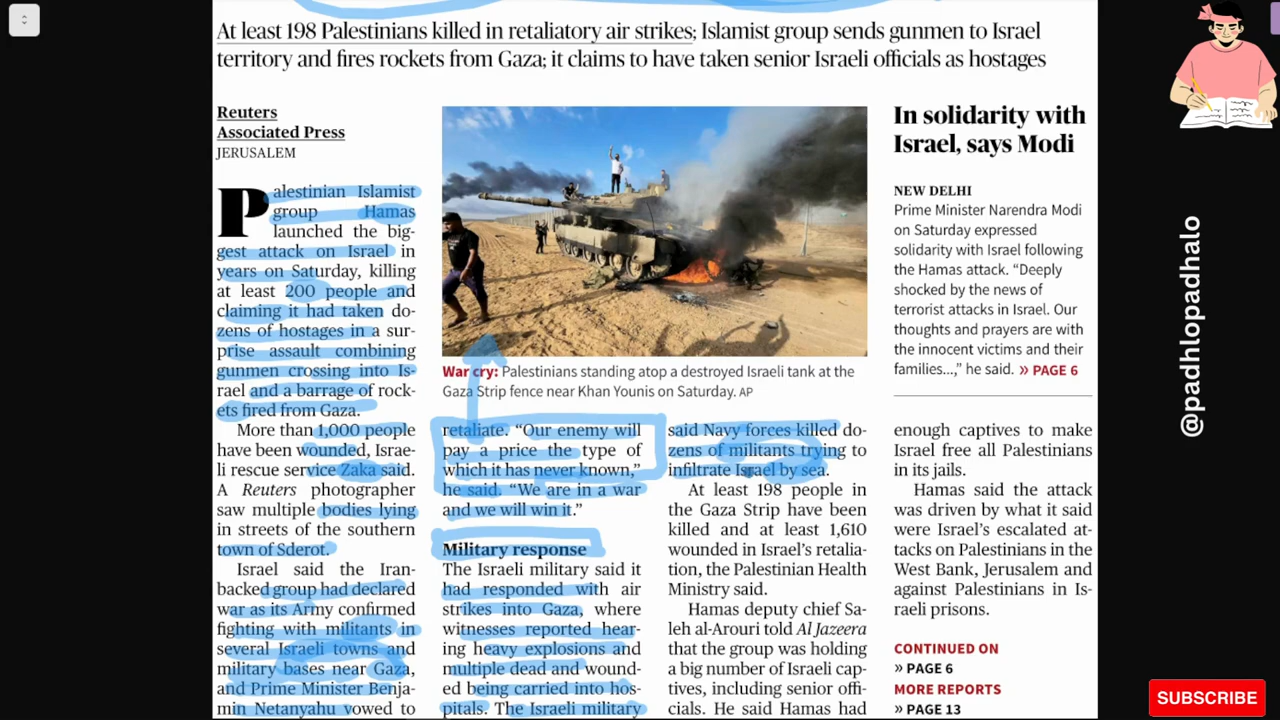 At least 198 Palestinians killed in retaliatory air strikes; Islamist group sends gunmen to Israel
territory and fires rockets from Gaza; it claims to have taken senior Israeli officials as hostages
Reuters
Associated Press
JERUSALEM
Palestinian Islamist
group Hamas
launched the big-
gest attack on Israel in
years on Saturday, killing
at least 200 people and
claiming it had taken do-
zens of hostages in a sur-
prise assault combining
gunmen crossing into Is-
rael and a barrage of rock-
ets fired from Gaza.
More than 1,000 people
have been wounded, Israe-
li rescue service Zaka said.
A Reuters photographer
saw multiple bodies lying
in streets of the southern
town of Sderot.
Israel said the Iran-
backed group had declared
war as its Army confirmed
fighting with militants in
several Israeli towns and
military bases near Gaza,
and Prime Minister Benja-
min Netanyahu vowed to
War cry: Palestinians standing atop a destroyed Israeli tank at the
Gaza Strip fence near Khan Younis on Saturday. AP
retaliate. “Our enemy will
pay a price the type of
which it has never known,”
he said. “We are in a war
and we will win it.”
Military response
The Israeli military said it
had responded with air
strikes into Gaza, where
witnesses reported hear-
ing heavy explosions and
multiple dead and wound-
ed being carried into hos-
pitals. The Israeli military
said Navy forces killed do-
zens of militants trying to
infiltrate Israel by sea.
At least 198 people in
the Gaza Strip have been
killed and at least 1,610
wounded in Israel’s retalia-
tion, the Palestinian Health
Ministry said.
Hamas deputy chief Sa-
leh al-Arouri told Al Jazeera
that the group was holding
a big number of Israeli cap-
tives, including senior offi-
cials. He said Hamas had
In solidarity with
Israel, says Modi
NEW DELHI
Prime Minister Narendra Modi
on Saturday expressed
solidarity with Israel following
the Hamas attack. “Deeply
shocked by the news of
terrorist attacks in Israel. Our
thoughts and prayers are with
the innocent victims and their
families...,” he said. » PAGE 6
enough captives to make
Israel free all Palestinians
in its jails.
Hamas said the attack
was driven by what it said
were Israel’s escalated at-
tacks on Palestinians in the
West Bank, Jerusalem and
against Palestinians in Is-
raeli prisons.
CONTINUED ON
» PAGE 6
MORE REPORTS
» PAGE 13
@padhlopadhalo
SUBSCRIBE